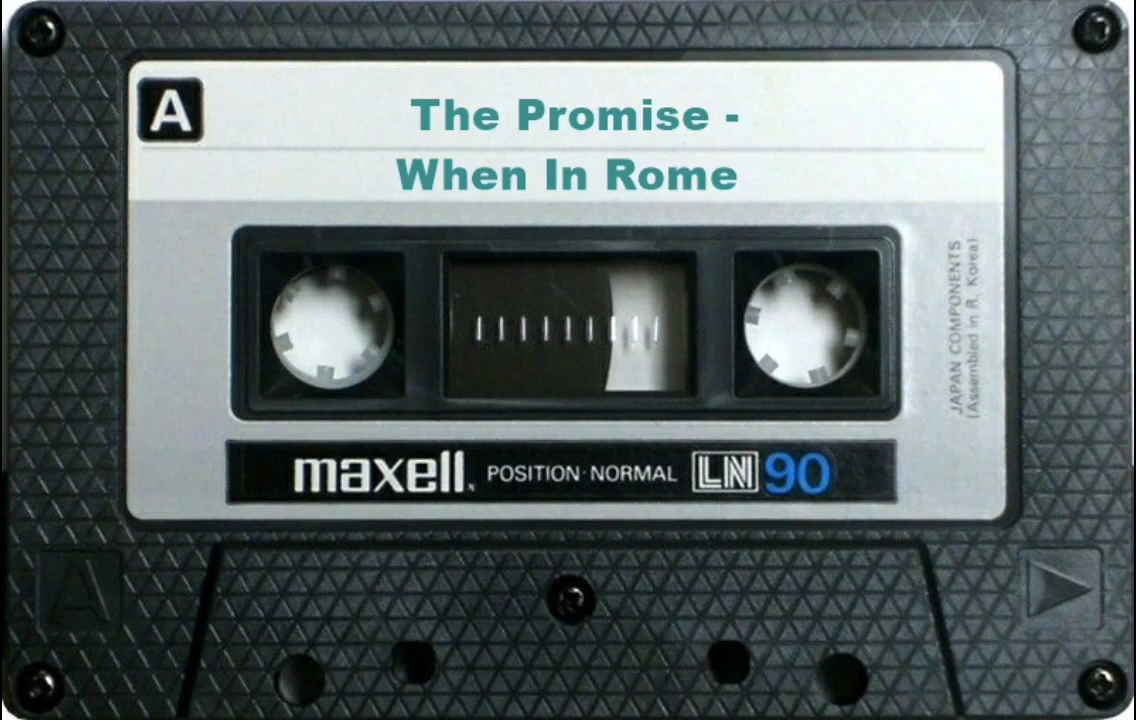 A
The Promise -
When In Rome
JAPAN COMPONENTS
(Assembled in R. Korea)
maxell. POSITION·NORMAL LN 90
A